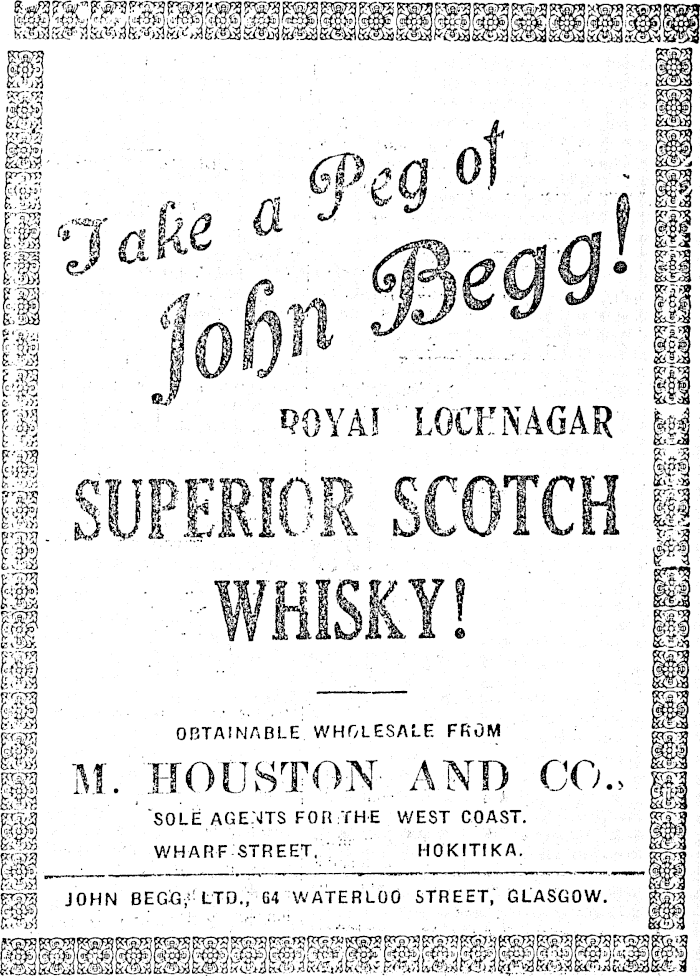 Take a Peg of
John Begg!
ROYAL LOCHNAGAR
SUPERIOR SCOTCH
WHISKY!
OBTAINABLE WHOLESALE FROM
M. HOUSTON AND CO.,
SOLE AGENTS FOR THE WEST COAST.
WHARF STREET, HOKITIKA.
JOHN BEGG, LTD., 64 WATERLOO STREET, GLASGOW.